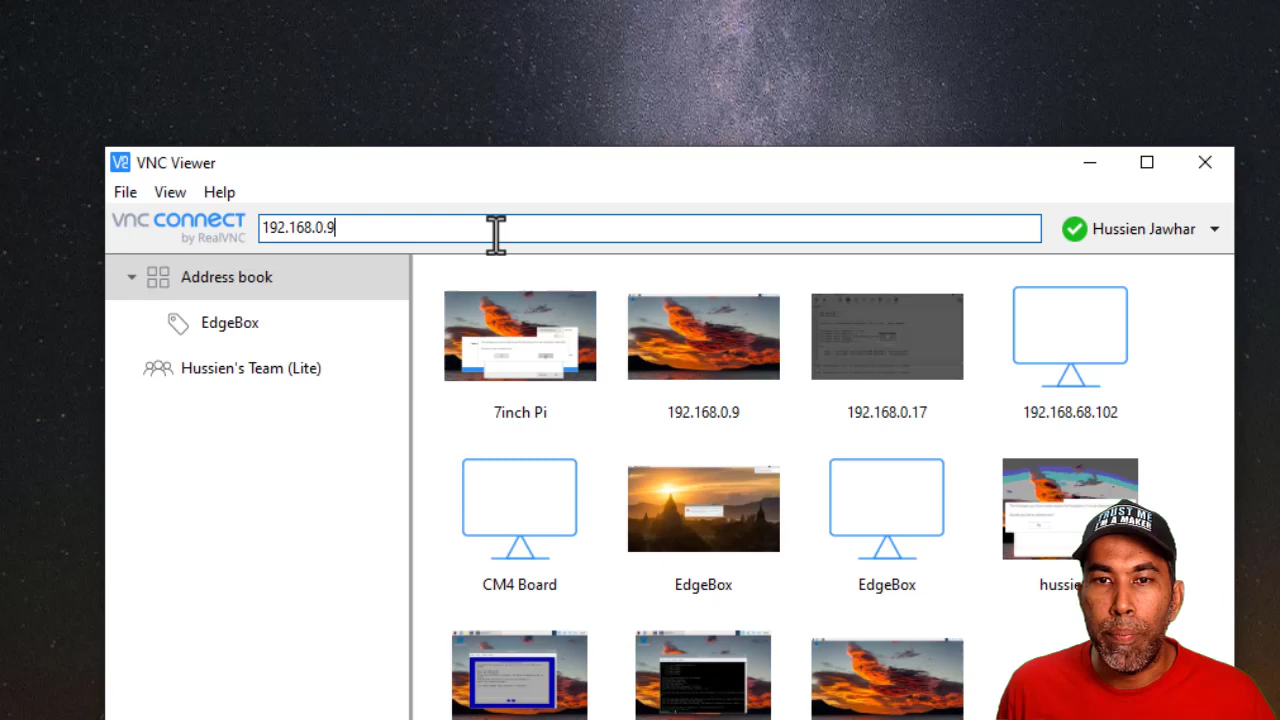 VNC Viewer
File View Help
vnc connect
by RealVNC
192.168.0.9
Hussien Jawhar
Address book
EdgeBox
Hussien's Team (Lite)
7inch Pi
192.168.0.9
192.168.0.17
192.168.68.102
CM4 Board
EdgeBox
EdgeBox
hussie
TRUST ME
I'M A MAKER